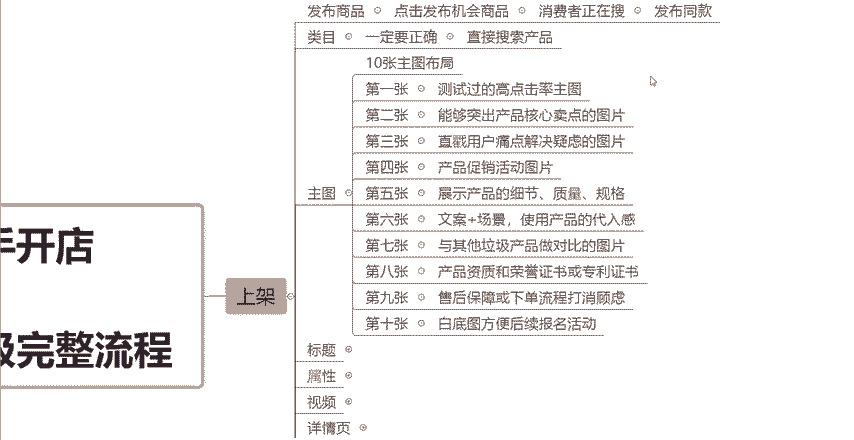 发布商品 点击发布机会商品 消费者正在搜 发布同款
类目 一定要正确 直接搜索产品
10张主图布局
第一张 测试过的高点击率主图
第二张 能够突出产品核心卖点的图片
第三张 直戳用户痛点解决疑虑的图片
第四张 产品促销活动图片
主图 第五张 展示产品的细节、质量、规格
第六张 文案+场景，使用产品的代入感
手开店
第七张 与其他垃圾产品做对比的图片
第八张 产品资质和荣誉证书或专利证书
上架 第九张 售后保障或下单流程打消顾虑
第十张 白底图方便后续报名活动
级完整流程
标题
属性
视频
详情页